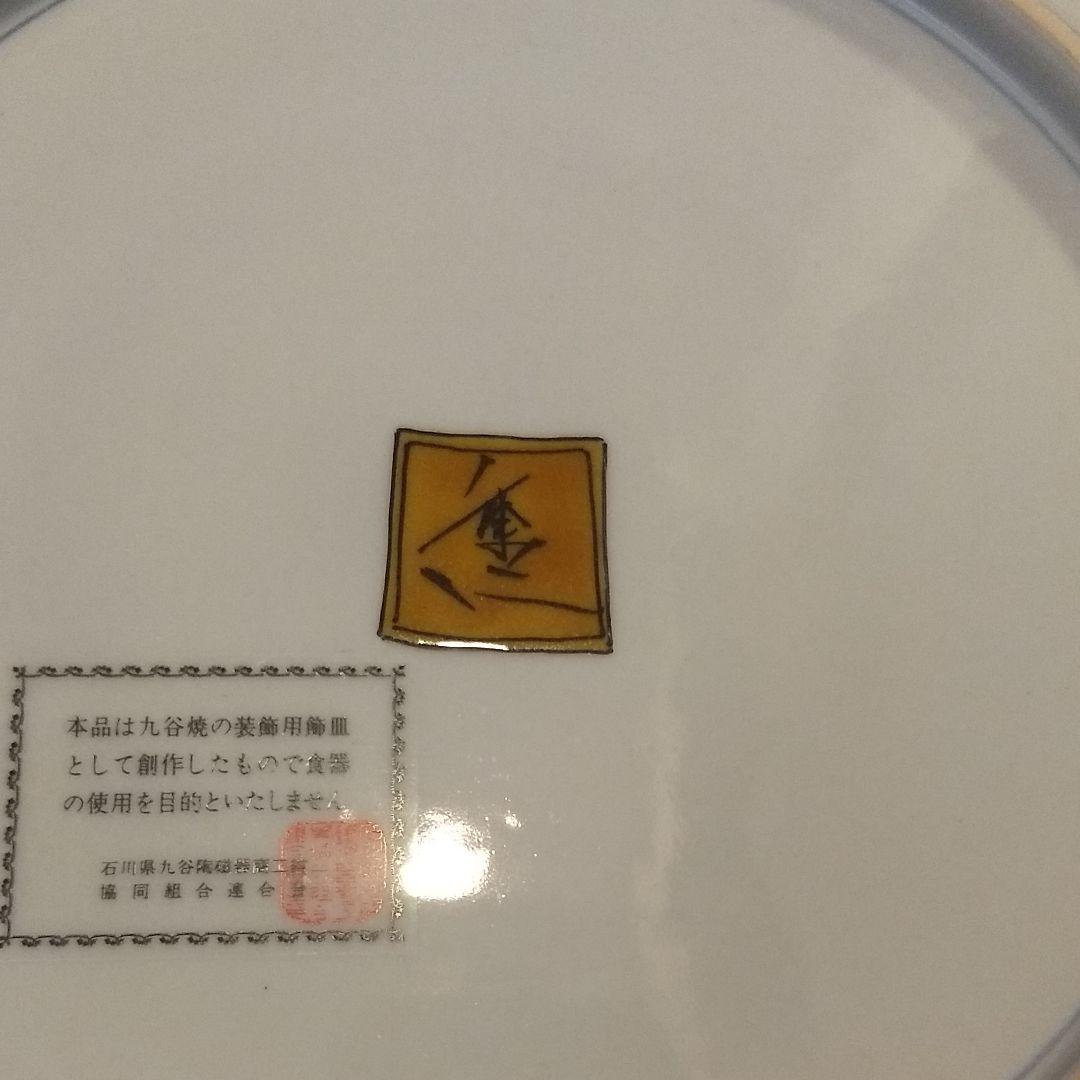 本品は九谷焼の装飾用飾皿
として創作したもので食器
の使用を目的といたしません。
石川県九谷陶磁器商工業
協同組合連合会